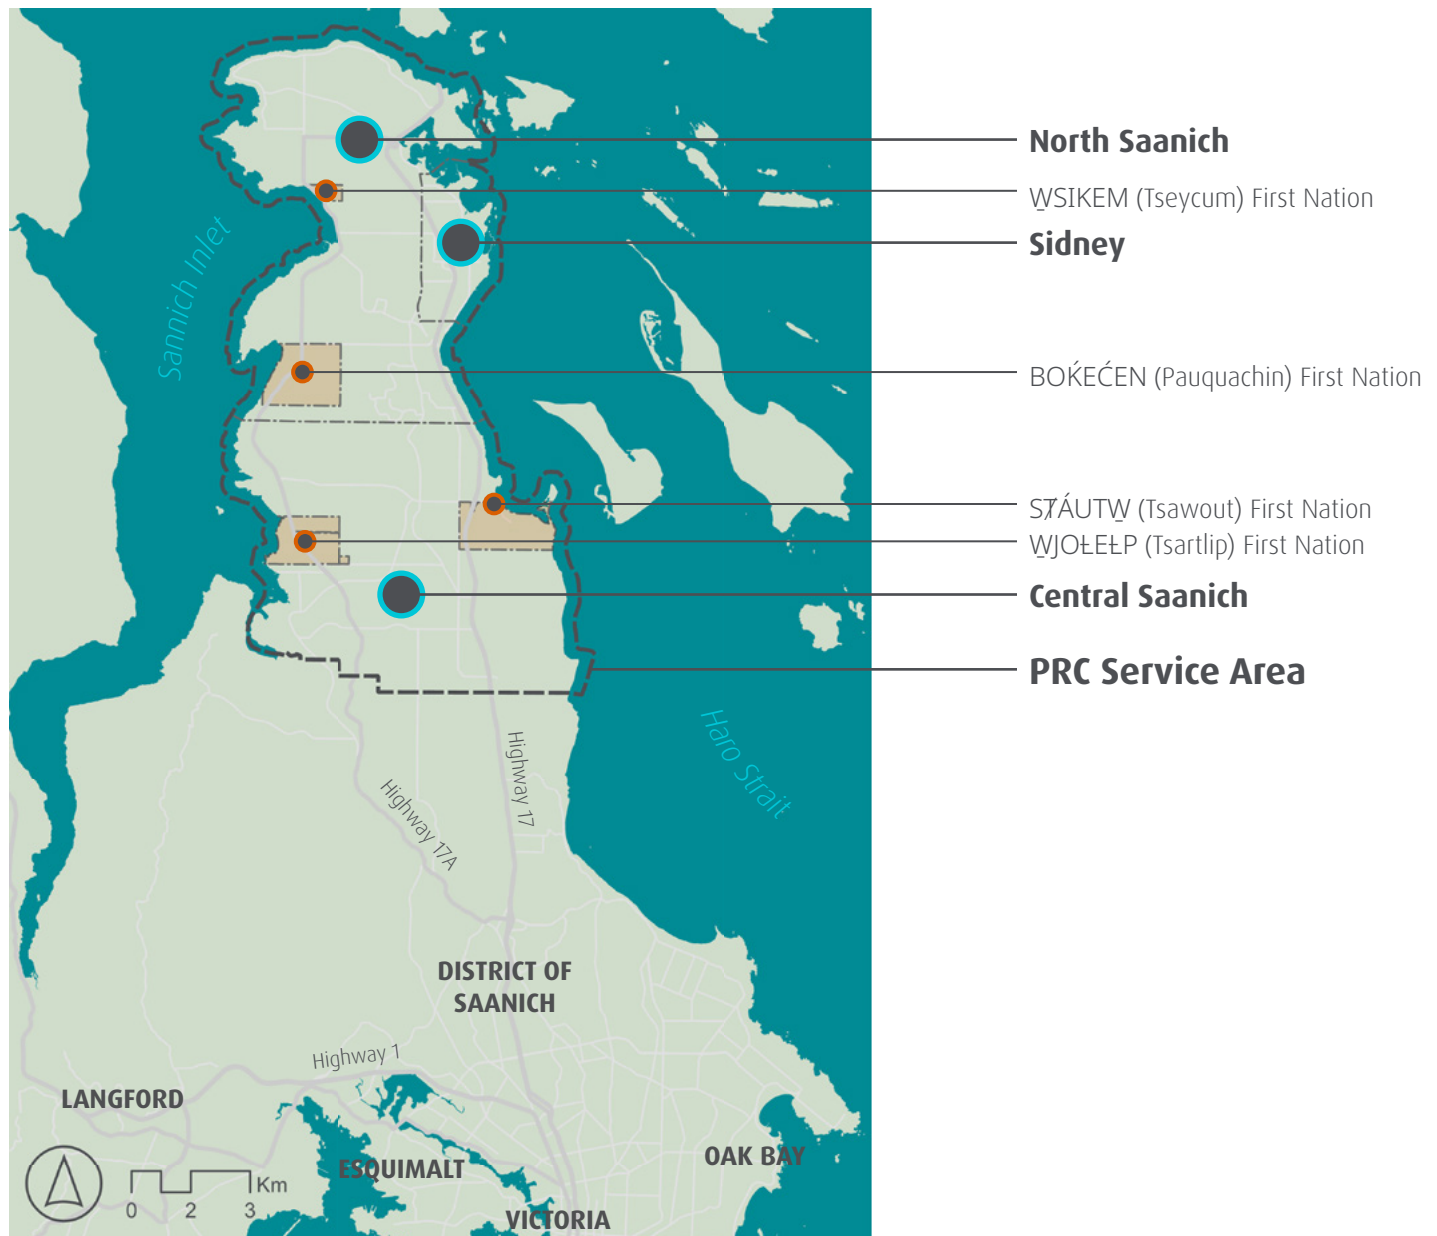 North Saanich
W̱SIKEM (Tseycum) First Nation
Sidney
Sannich Inlet
BOḰEĆEN (Pauquachin) First Nation
SȾÁUTW̱ (Tsawout) First Nation
W̱JOȽEȽP (Tsartlip) First Nation
Central Saanich
PRC Service Area
Haro Strait
Highway 17
Highway 17A
DISTRICT OF
SAANICH
Highway 1
LANGFORD
OAK BAY
ESQUIMALT
VICTORIA
Km
0 2 3